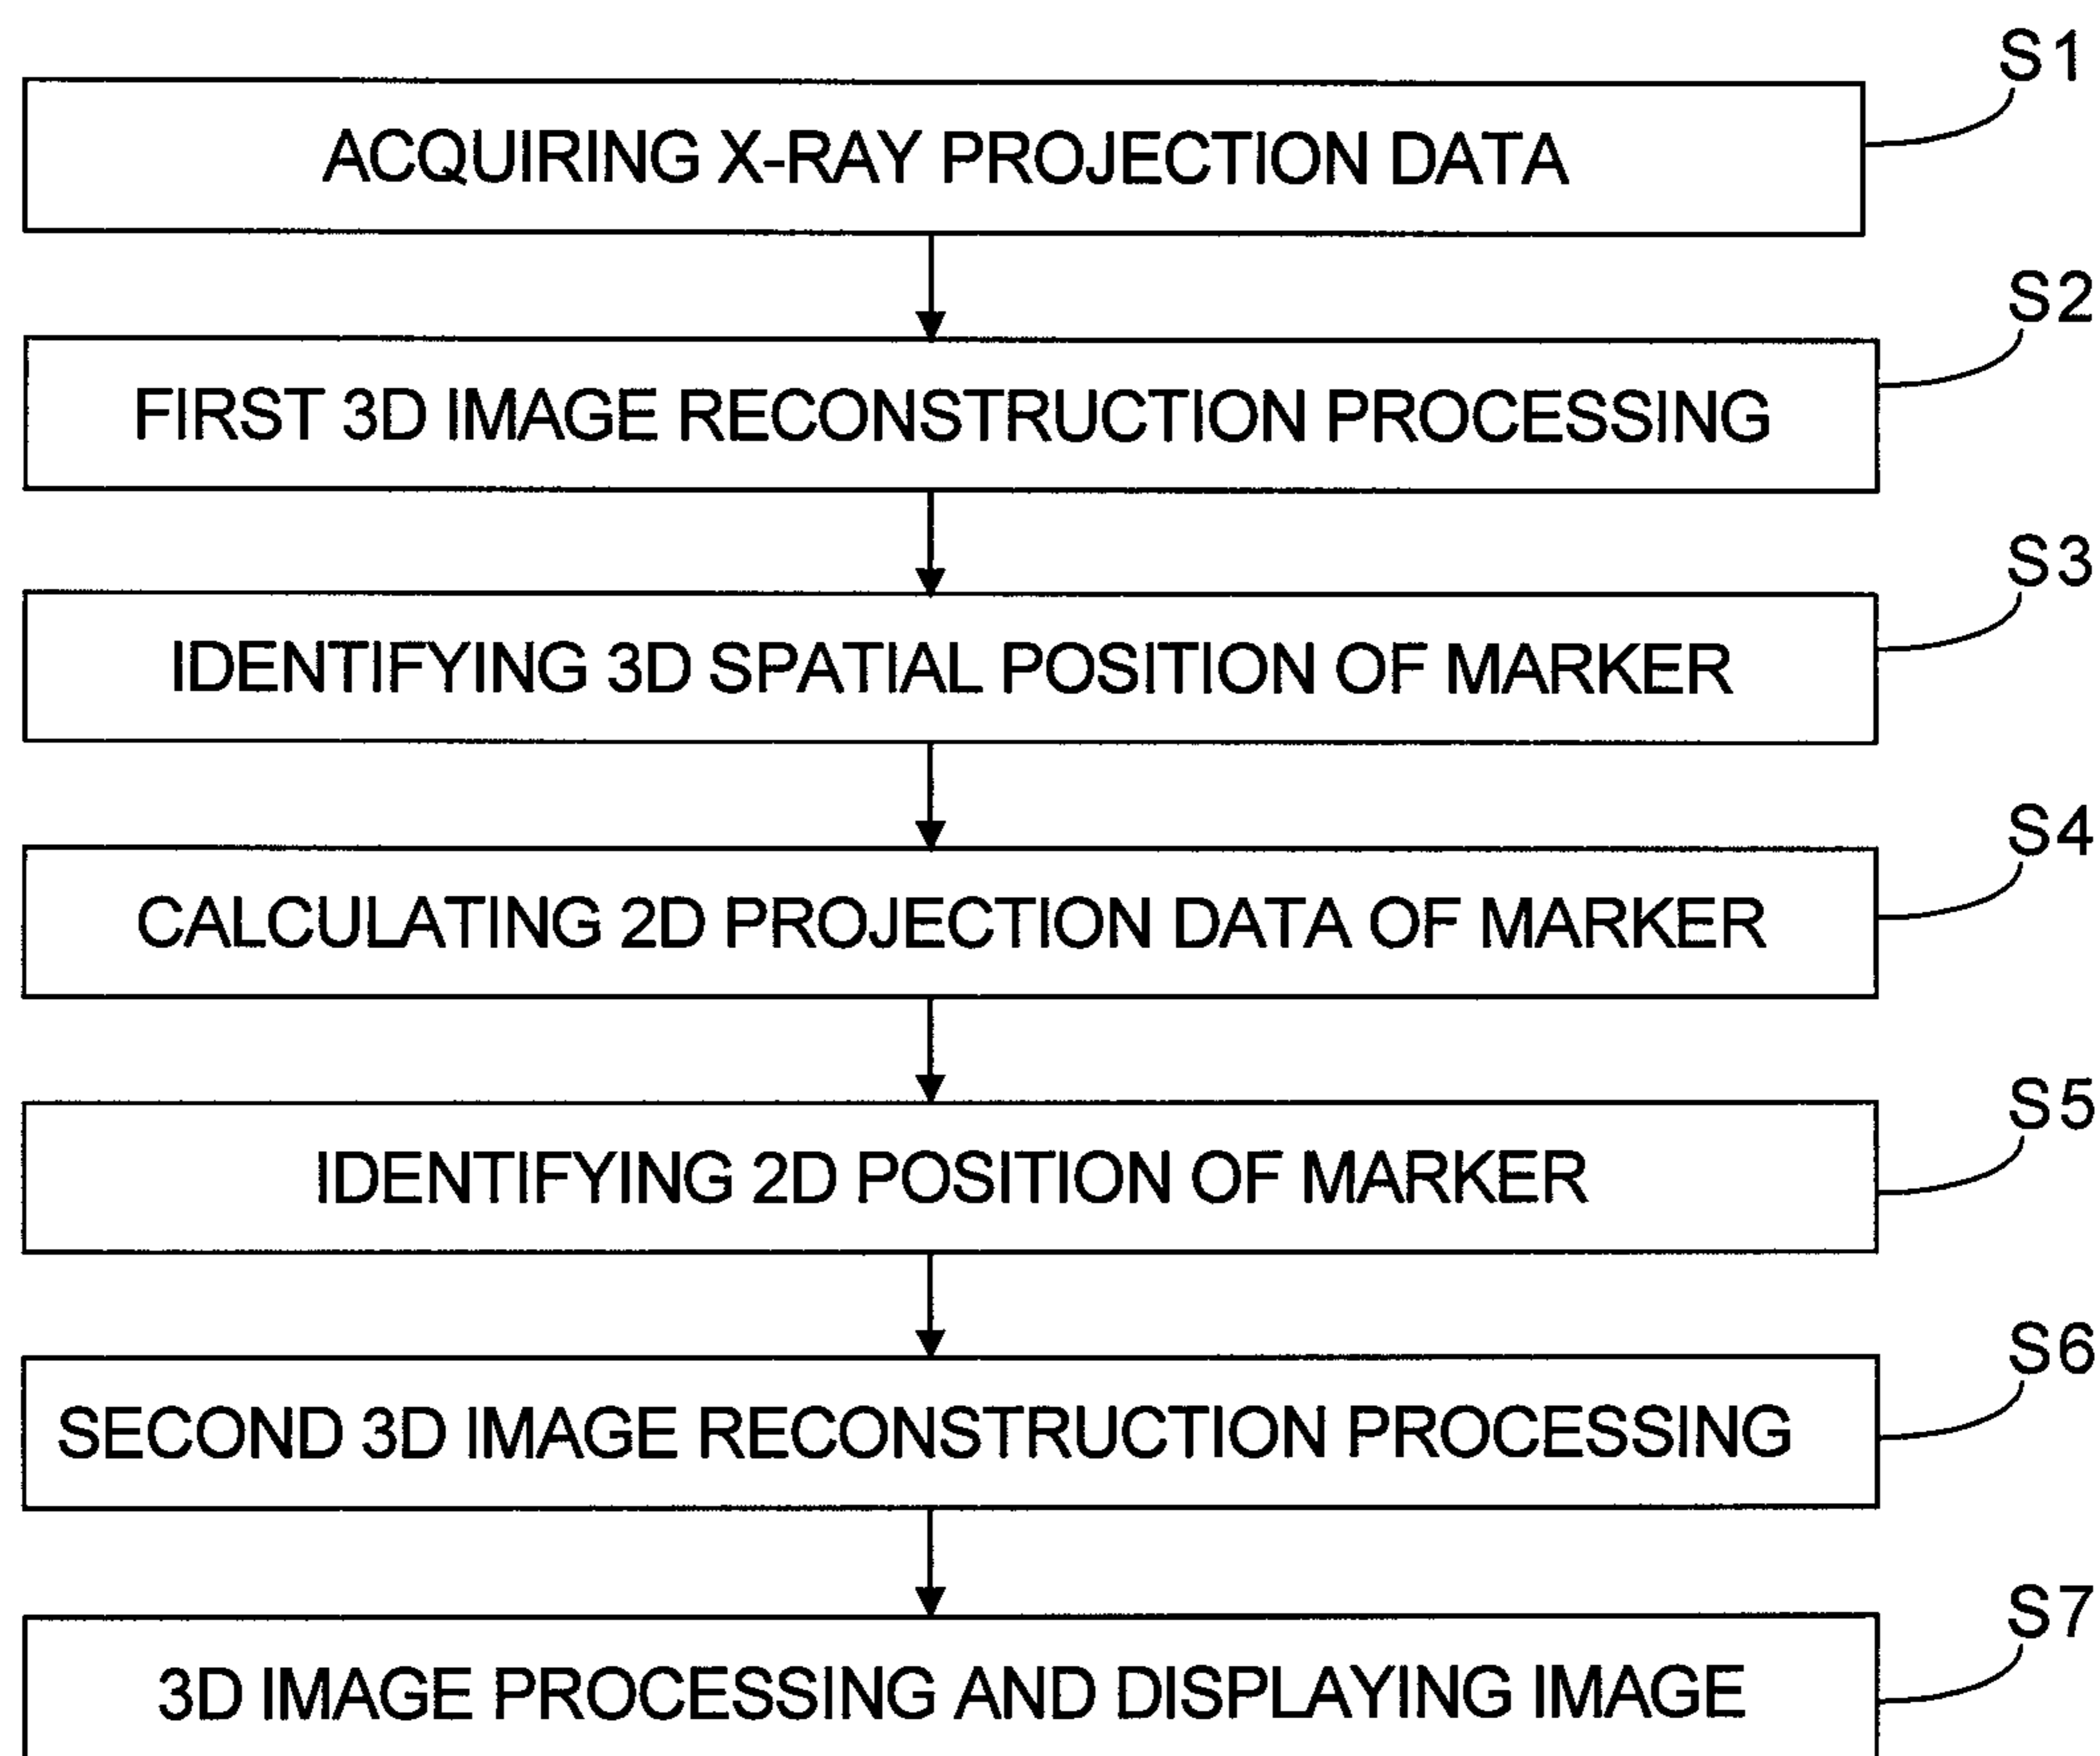 S1
ACQUIRING X-RAY PROJECTION DATA
S2
FIRST 3D IMAGE RECONSTRUCTION PROCESSING
S3
IDENTIFYING 3D SPATIAL POSITION OF MARKER
S4
CALCULATING 2D PROJECTION DATA OF MARKER
S5
IDENTIFYING 2D POSITION OF MARKER
S6
SECOND 3D IMAGE RECONSTRUCTION PROCESSING
S7
3D IMAGE PROCESSING AND DISPLAYING IMAGE